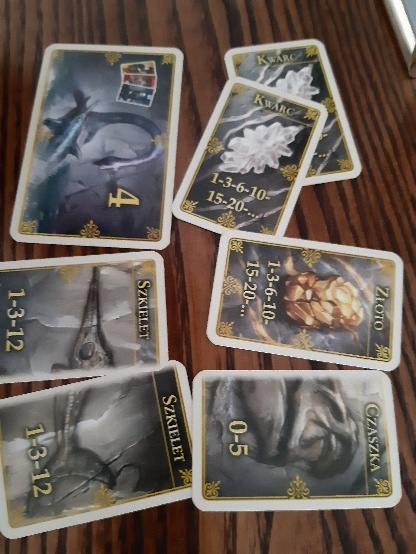 4
KWARC
KWARC
1-3-6-10-
15-20-...
ZŁOTO
1-3-6-10-
15-20-...
SZKIELET
1-3-12
SZKIELET
1-3-12
CZASZKA
0-5